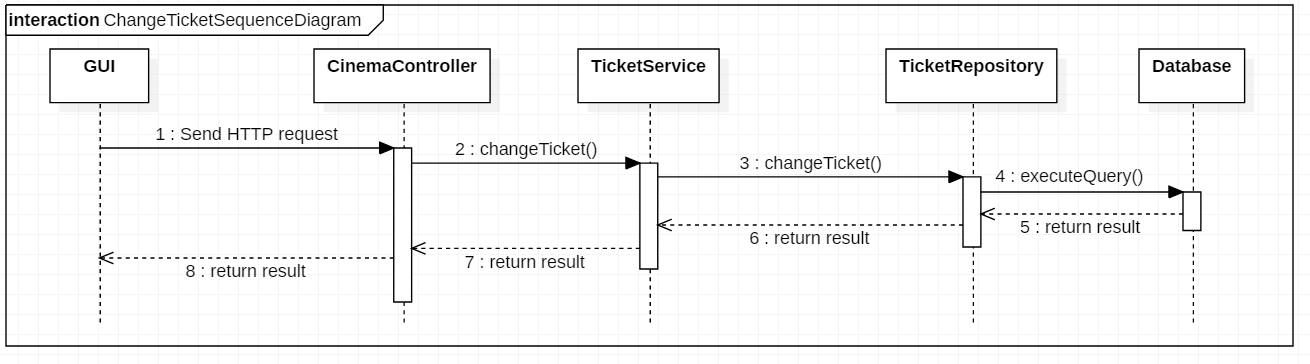 interaction ChangeTicketSequenceDiagram
GUI
CinemaController
TicketService
TicketRepository
Database
1 : Send HTTP request
2 : changeTicket()
3 : changeTicket()
4 : executeQuery()
5 : return result
6 : return result
7 : return result
8 : return result